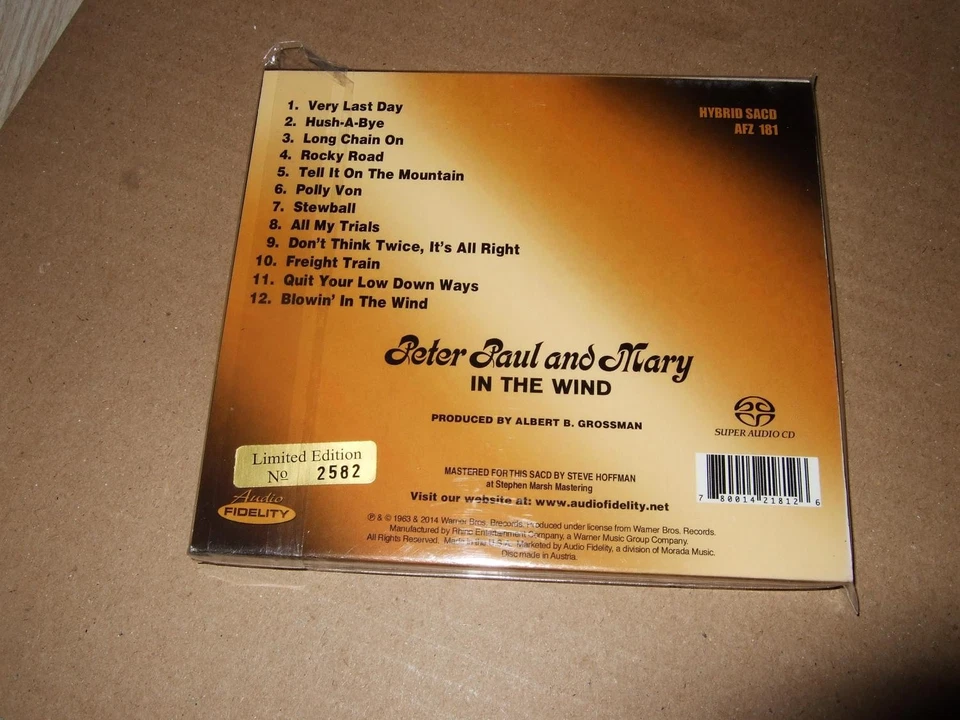 1. Very Last Day
2. Hush-A-Bye
3. Long Chain On
4. Rocky Road
5. Tell It On The Mountain
6. Polly Von
7. Stewball
8. All My Trials
9. Don't Think Twice, It's All Right
10. Freight Train
11. Quit Your Low Down Ways
12. Blowin' In The Wind
HYBRID SACD
AFZ 181
Peter Paul and Mary
IN THE WIND
PRODUCED BY ALBERT B. GROSSMAN
SUPER AUDIO CD
Limited Edition
No 2582
Audio
FIDELITY
MASTERED FOR THIS SACD BY STEVE HOFFMAN
at Stephen Marsh Mastering
Visit our website at: www.audiofidelity.net
7 80014 21812 6
℗ & © 1963 & 2014 Warner Bros. Records. Produced under license from Warner Bros. Records.
Manufactured by Rhino Entertainment Company, a Warner Music Group Company.
All Rights Reserved. Made in the U.S.A. Marketed by Audio Fidelity, a division of Morada Music.
Disc made in Austria.